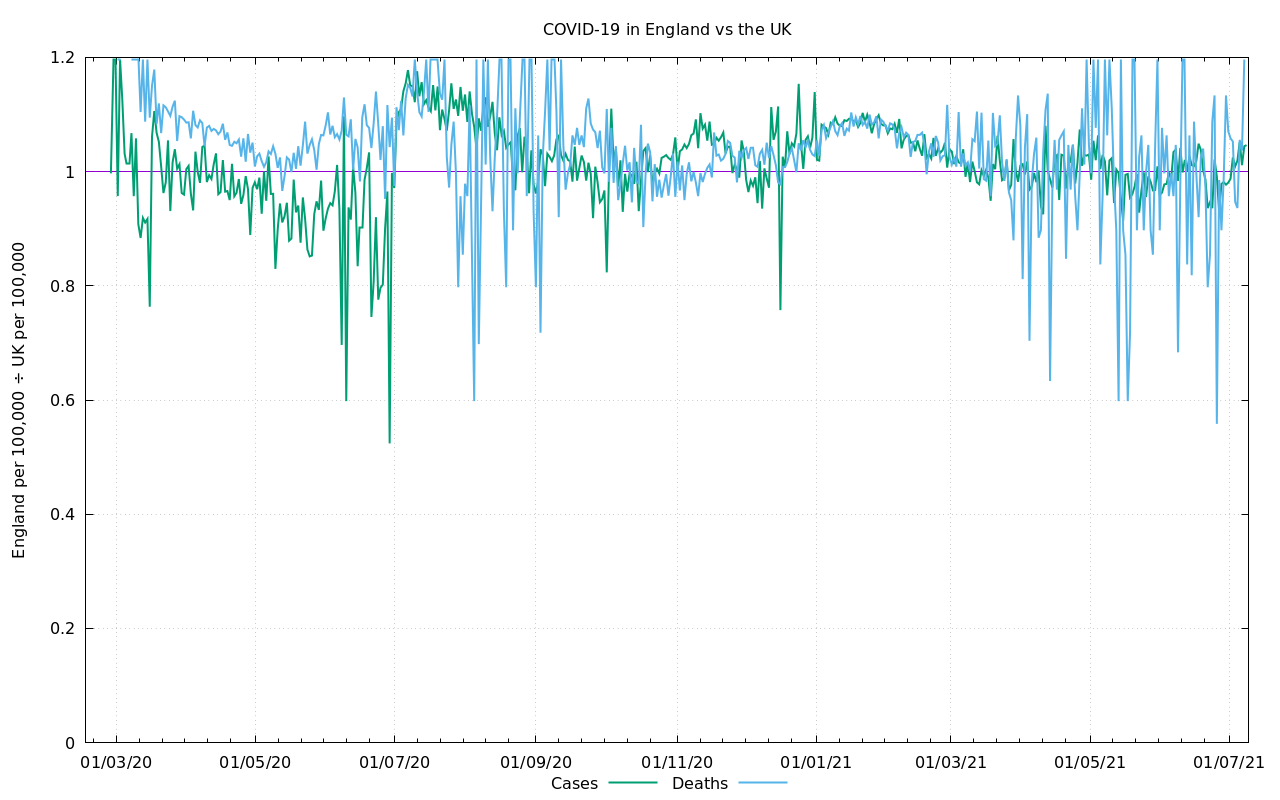 COVID-19 in England vs the UK
England per 100,000 ÷ UK per 100,000
1.2
1
0.8
0.6
0.4
0.2
0
01/03/20 01/05/20 01/07/20 01/09/20 01/11/20 01/01/21 01/03/21 01/05/21 01/07/21
Cases Deaths